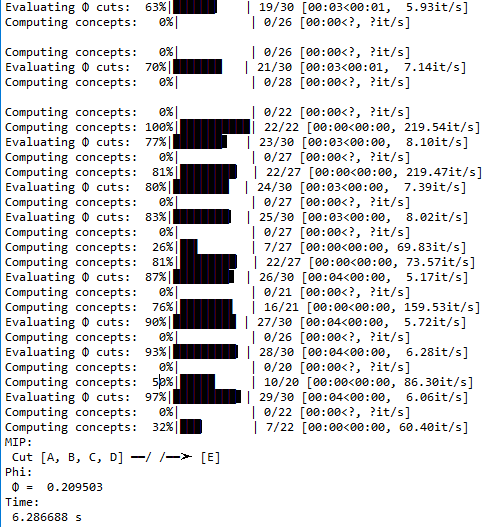 Evaluating Φ cuts:  63%|██████    | 19/30 [00:03<00:01,  5.93it/s]
Computing concepts:   0%|          | 0/26 [00:00<?, ?it/s]
Computing concepts:   0%|          | 0/26 [00:00<?, ?it/s]
Evaluating Φ cuts:  70%|███████   | 21/30 [00:03<00:01,  7.14it/s]
Computing concepts:   0%|          | 0/28 [00:00<?, ?it/s]
Computing concepts:   0%|          | 0/22 [00:00<?, ?it/s]
Computing concepts: 100%|██████████| 22/22 [00:00<00:00, 219.54it/s]
Evaluating Φ cuts:  77%|███████▋  | 23/30 [00:03<00:00,  8.10it/s]
Computing concepts:   0%|          | 0/27 [00:00<?, ?it/s]
Computing concepts:  81%|████████▏ | 22/27 [00:00<00:00, 219.47it/s]
Evaluating Φ cuts:  80%|████████  | 24/30 [00:03<00:00,  7.39it/s]
Computing concepts:   0%|          | 0/27 [00:00<?, ?it/s]
Evaluating Φ cuts:  83%|████████▎ | 25/30 [00:03<00:00,  8.02it/s]
Computing concepts:   0%|          | 0/27 [00:00<?, ?it/s]
Computing concepts:  26%|██▌       | 7/27 [00:00<00:00, 69.83it/s]
Computing concepts:  81%|████████▏ | 22/27 [00:00<00:00, 73.57it/s]
Evaluating Φ cuts:  87%|████████▋ | 26/30 [00:04<00:00,  5.17it/s]
Computing concepts:   0%|          | 0/21 [00:00<?, ?it/s]
Computing concepts:  76%|███████▌  | 16/21 [00:00<00:00, 159.53it/s]
Evaluating Φ cuts:  90%|█████████ | 27/30 [00:04<00:00,  5.72it/s]
Computing concepts:   0%|          | 0/26 [00:00<?, ?it/s]
Evaluating Φ cuts:  93%|█████████▎| 28/30 [00:04<00:00,  6.28it/s]
Computing concepts:   0%|          | 0/20 [00:00<?, ?it/s]
Computing concepts:  50%|█████     | 10/20 [00:00<00:00, 86.30it/s]
Evaluating Φ cuts:  97%|█████████▋| 29/30 [00:04<00:00,  6.06it/s]
Computing concepts:   0%|          | 0/22 [00:00<?, ?it/s]
Computing concepts:  32%|███▏      | 7/22 [00:00<00:00, 60.40it/s]
MIP:
Cut [A, B, C, D] ━━/ /━━➤ [E]
Phi:
Φ =  0.209503
Time:
6.286688 s